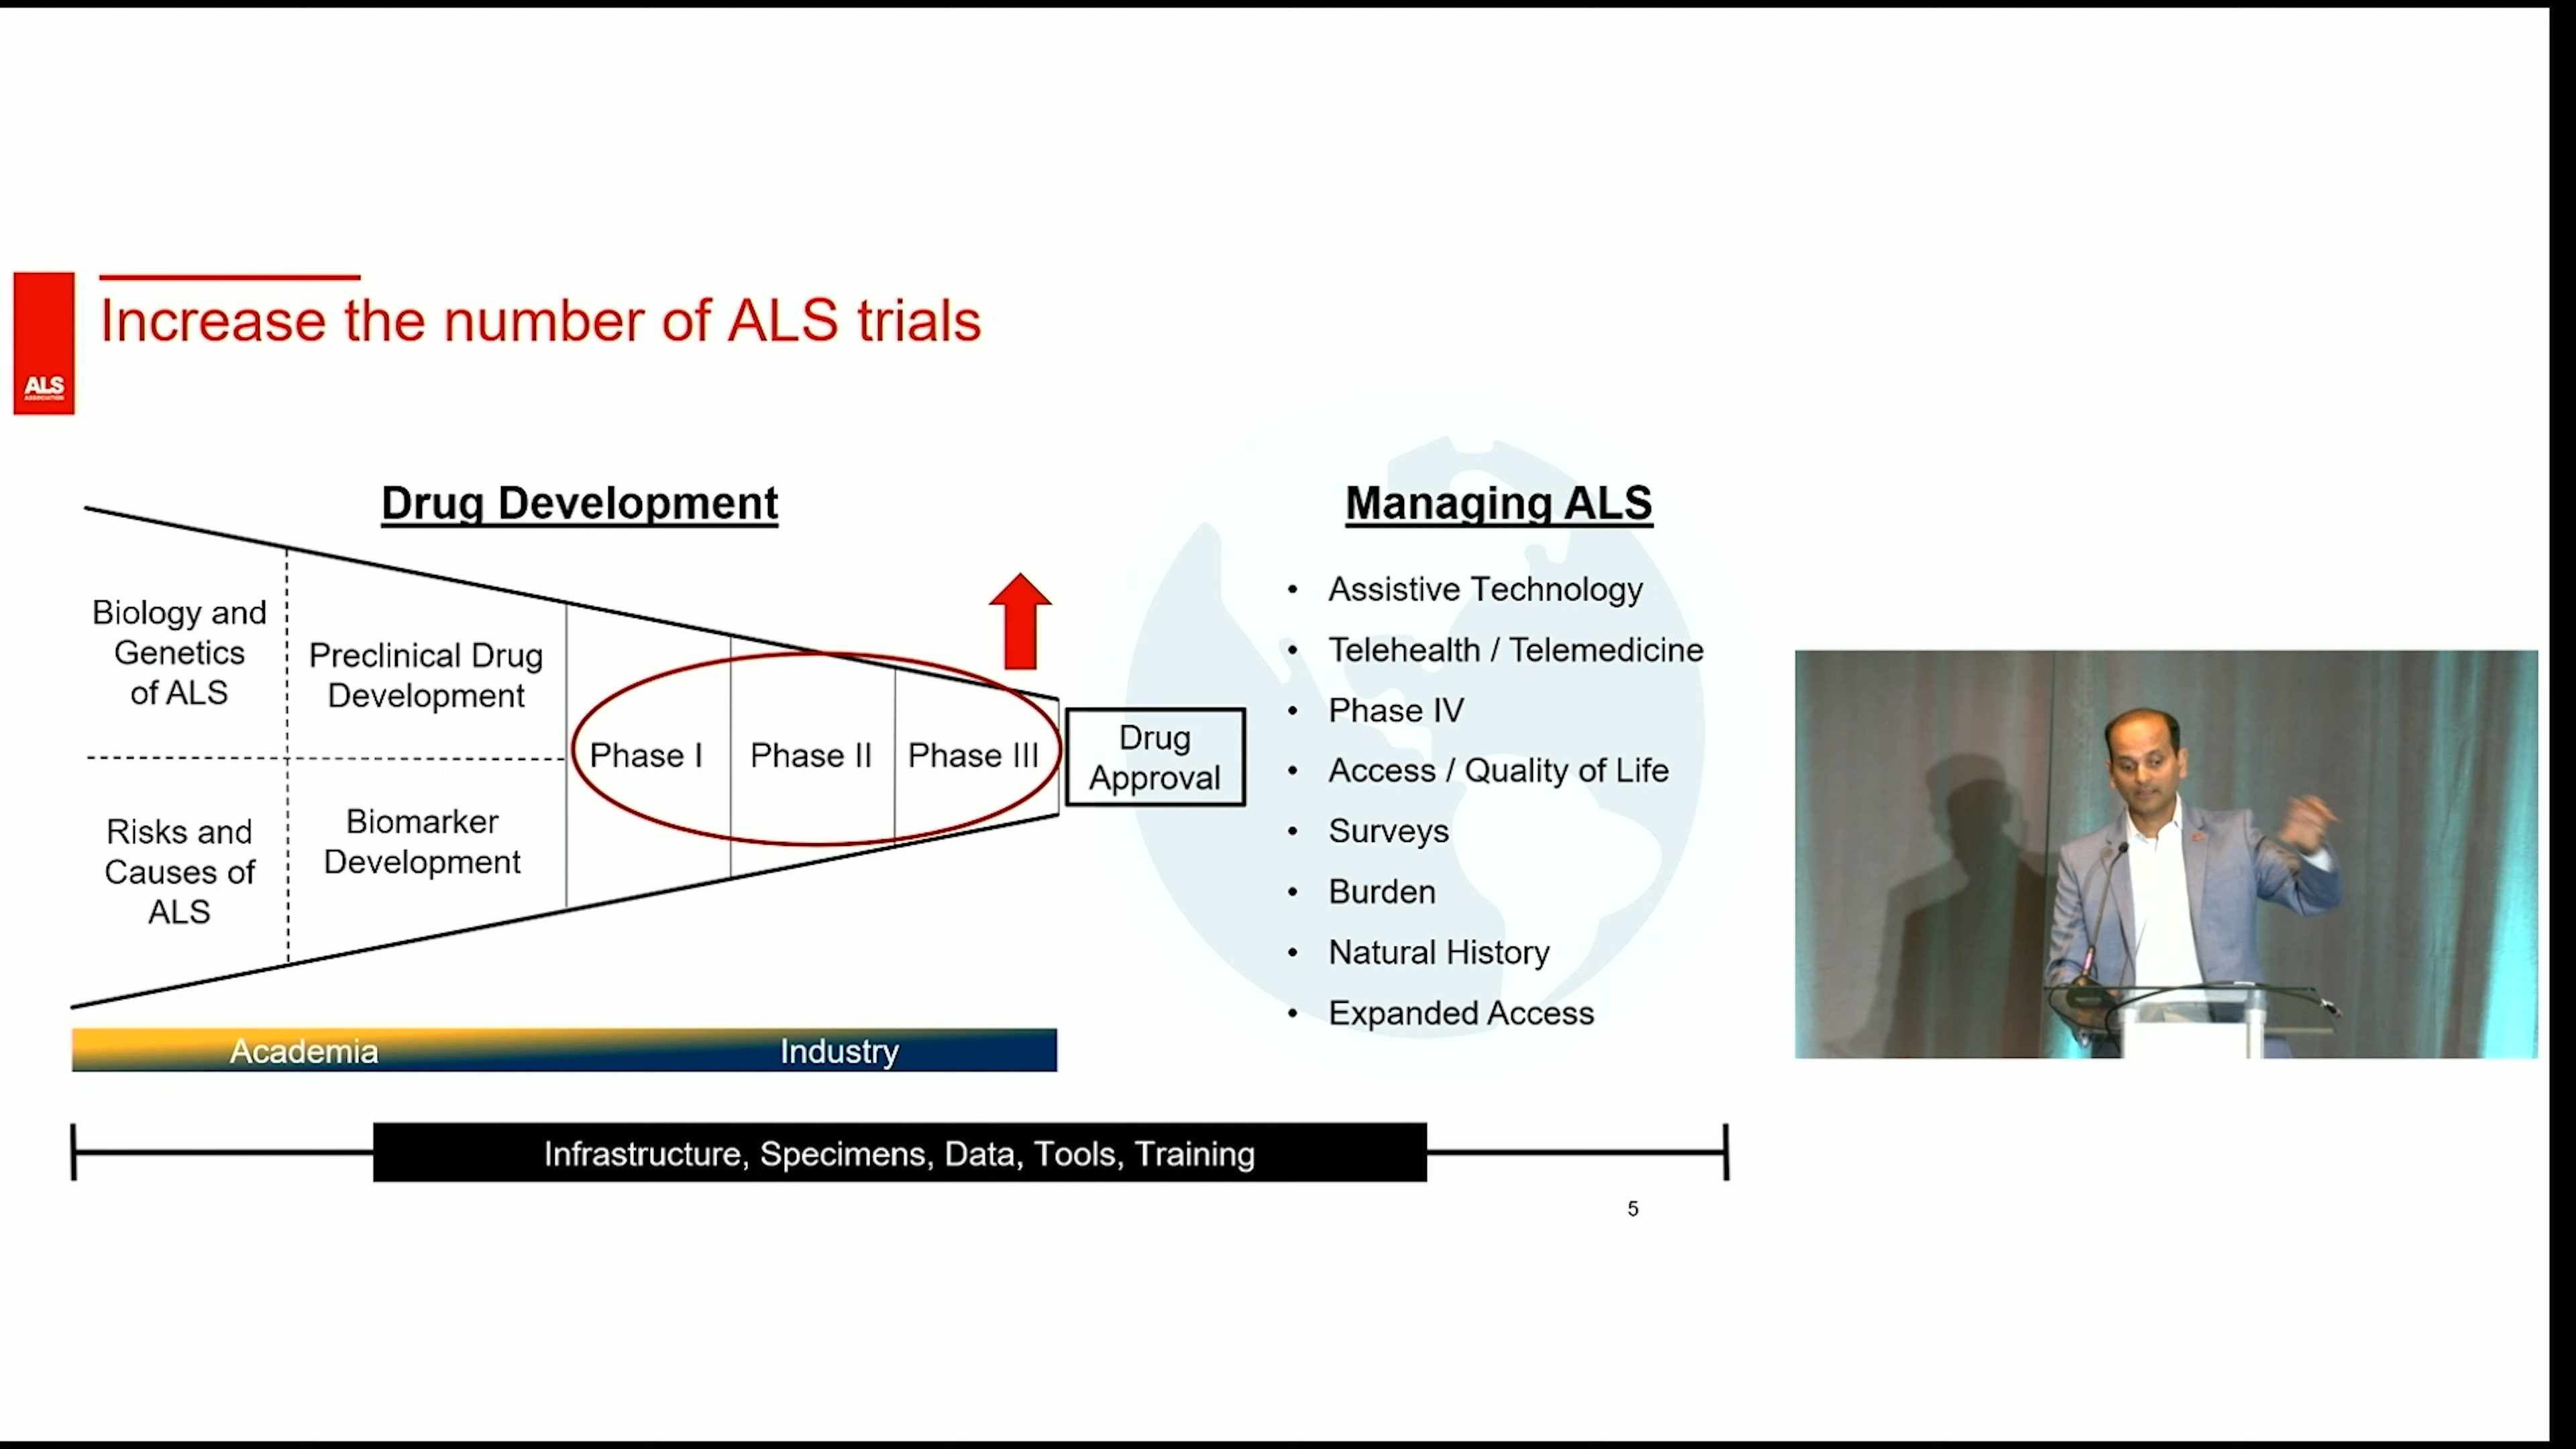 Increase the number of ALS trials
ALS
ASSOCIATION
Drug Development
Biology and
Genetics
of ALS
Risks and
Causes of
ALS
Preclinical Drug
Development
Biomarker
Development
Phase I
Phase II
Phase III
Drug
Approval
Academia
Industry
Managing ALS
• Assistive Technology
• Telehealth / Telemedicine
• Phase IV
• Access / Quality of Life
• Surveys
• Burden
• Natural History
• Expanded Access
Infrastructure, Specimens, Data, Tools, Training
5